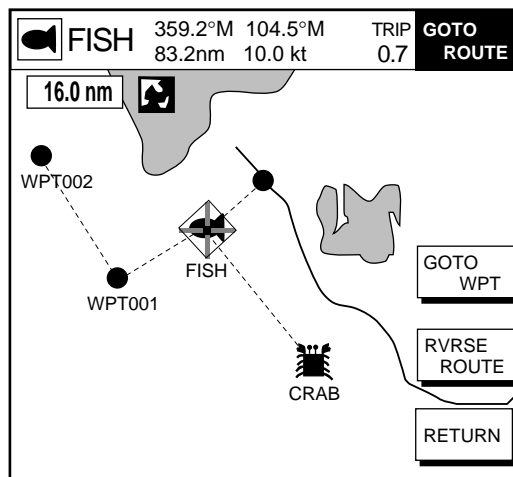 FISH
359.2°M 104.5°M
83.2nm 10.0 kt
TRIP
0.7
GOTO
ROUTE
16.0 nm
WPT002
FISH
WPT001
CRAB
GOTO
WPT
RVRSE
ROUTE
RETURN